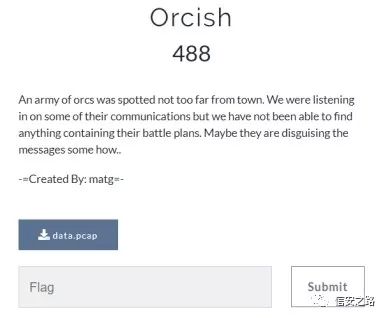 Orcish
488
An army of orcs was spotted not too far from town. We were listening
in on some of their communications but we have not been able to find
anything containing their battle plans. Maybe they are disguising the
messages some how..
-=Created By: matg=-
data.pcap
Flag
Submit
信安之路